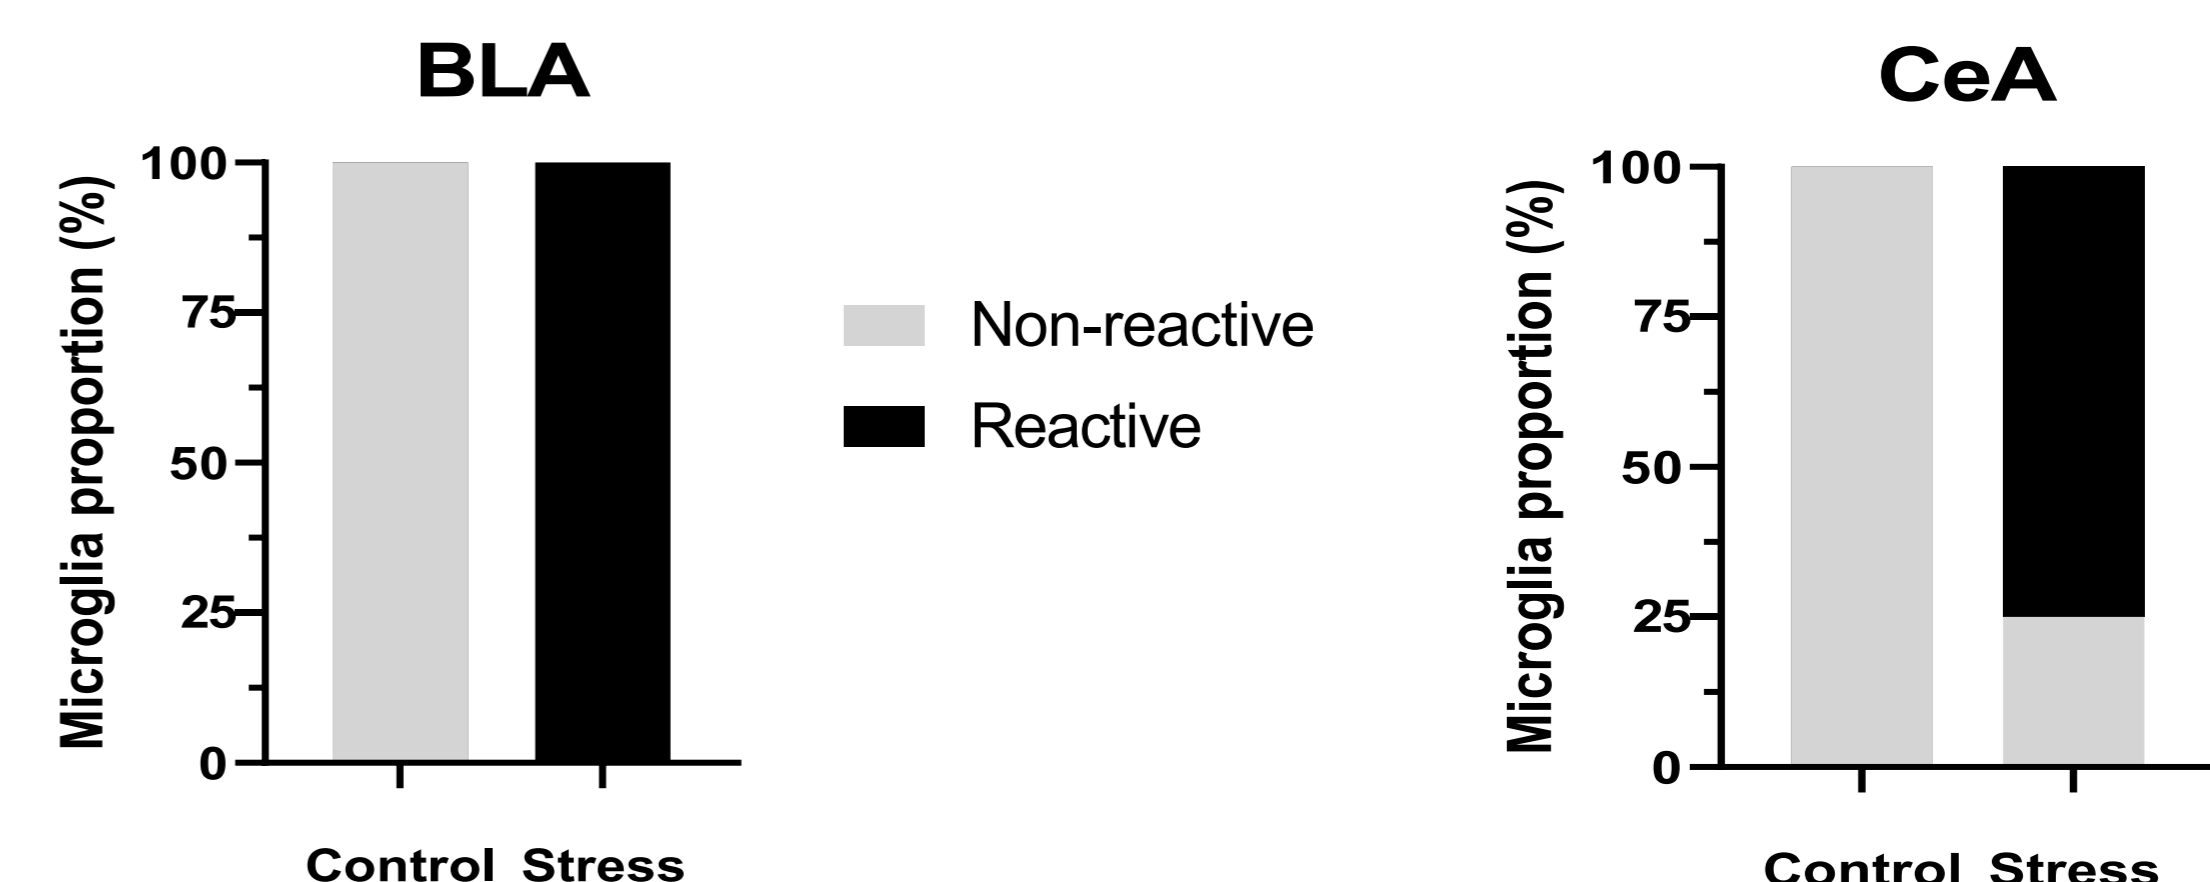 BLA
Microglia proportion (%)
100
75
50
25
0
Control Stress
Non-reactive
Reactive
CeA
Microglia proportion (%)
100
75
50
25
0
Control Stress